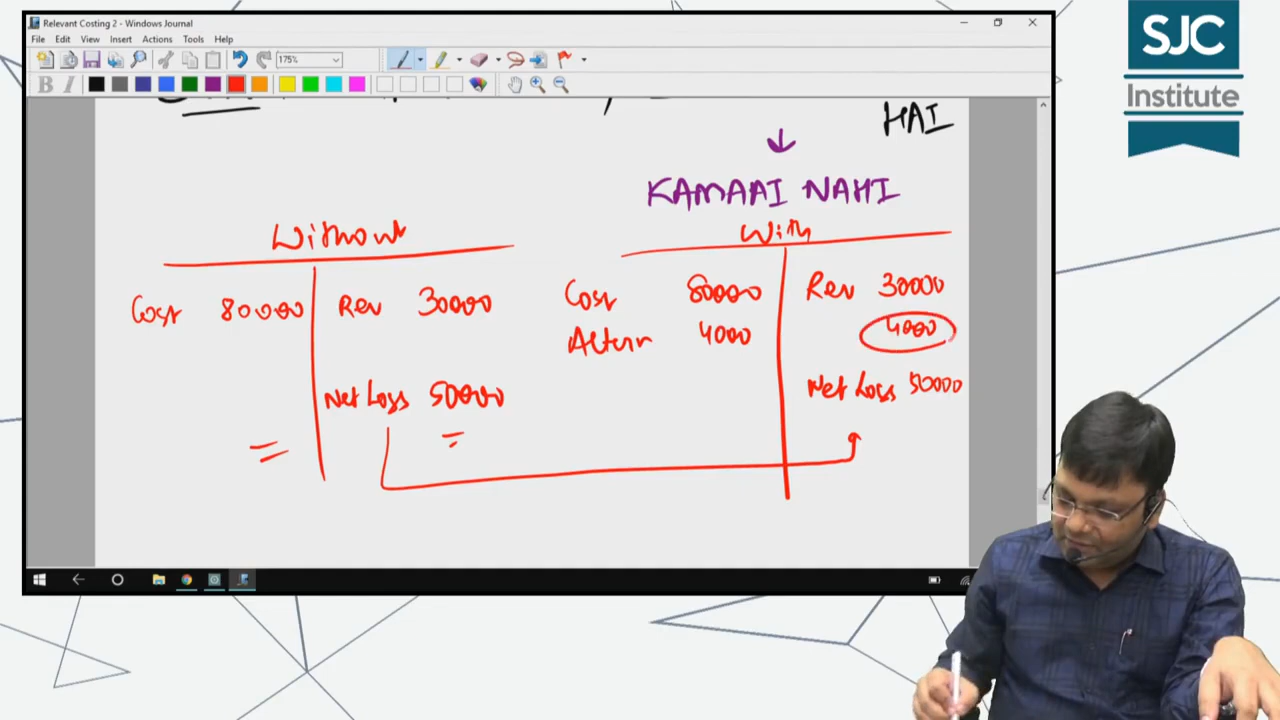 Relevant Costing 2 - Windows Journal
File Edit View Insert Actions Tools Help
175%
B I
HAI
KAMAAI NAHI
Without
Cost 80000 Rev 30000
Net Loss 50000
With
Cost 80000 Rev 30000
Altern 4000 4000
Net Loss 50000
SJC
Institute